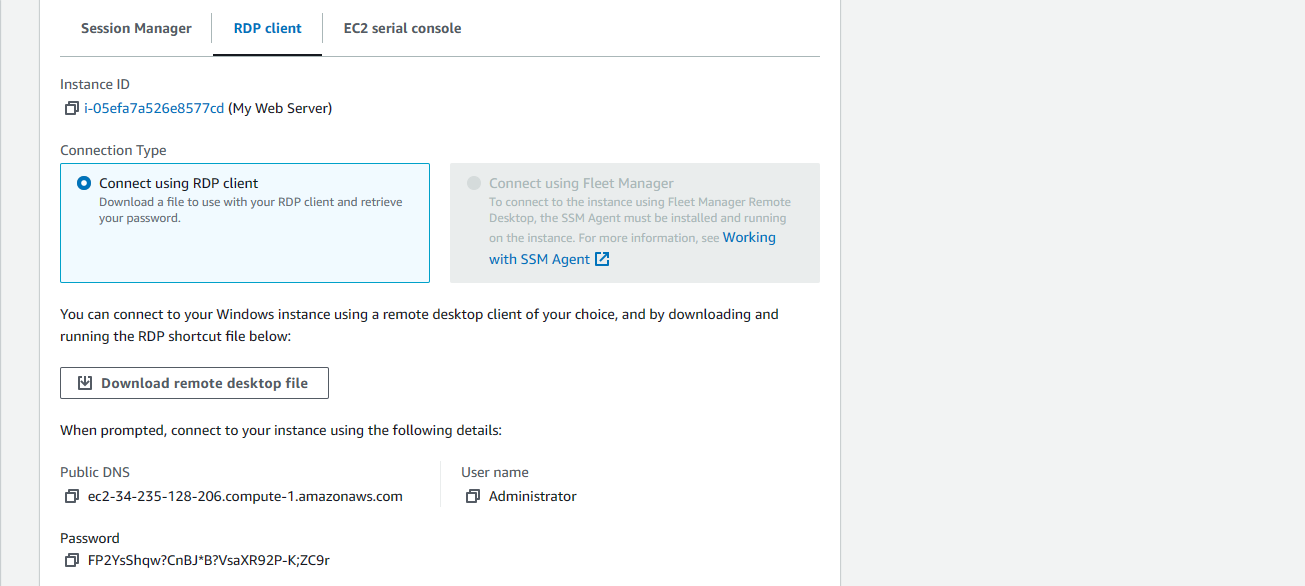 Session Manager
RDP client
EC2 serial console
Instance ID
i-05efa7a526e8577cd (My Web Server)
Connection Type
Connect using RDP client
Download a file to use with your RDP client and retrieve
your password.
Connect using Fleet Manager
To connect to the instance using Fleet Manager Remote
Desktop, the SSM Agent must be installed and running
on the instance. For more information, see Working
with SSM Agent
You can connect to your Windows instance using a remote desktop client of your choice, and by downloading and
running the RDP shortcut file below:
Download remote desktop file
When prompted, connect to your instance using the following details:
Public DNS
ec2-34-235-128-206.compute-1.amazonaws.com
User name
Administrator
Password
FP2YsShqw?CnBJ*B?VsaXR92P-K;ZC9r